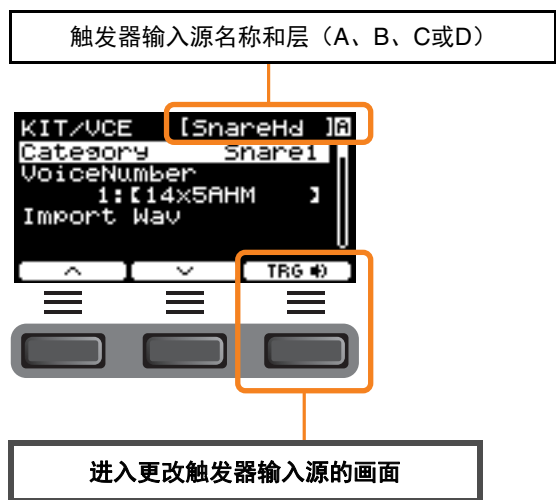 触发器输入源名称和层（A、B、C或D）
KIT/VCE [SnareHd ]A
Category Snare1
VoiceNumber
1:【14x5AHM 】
Import Wav
TRG
进入更改触发器输入源的画面